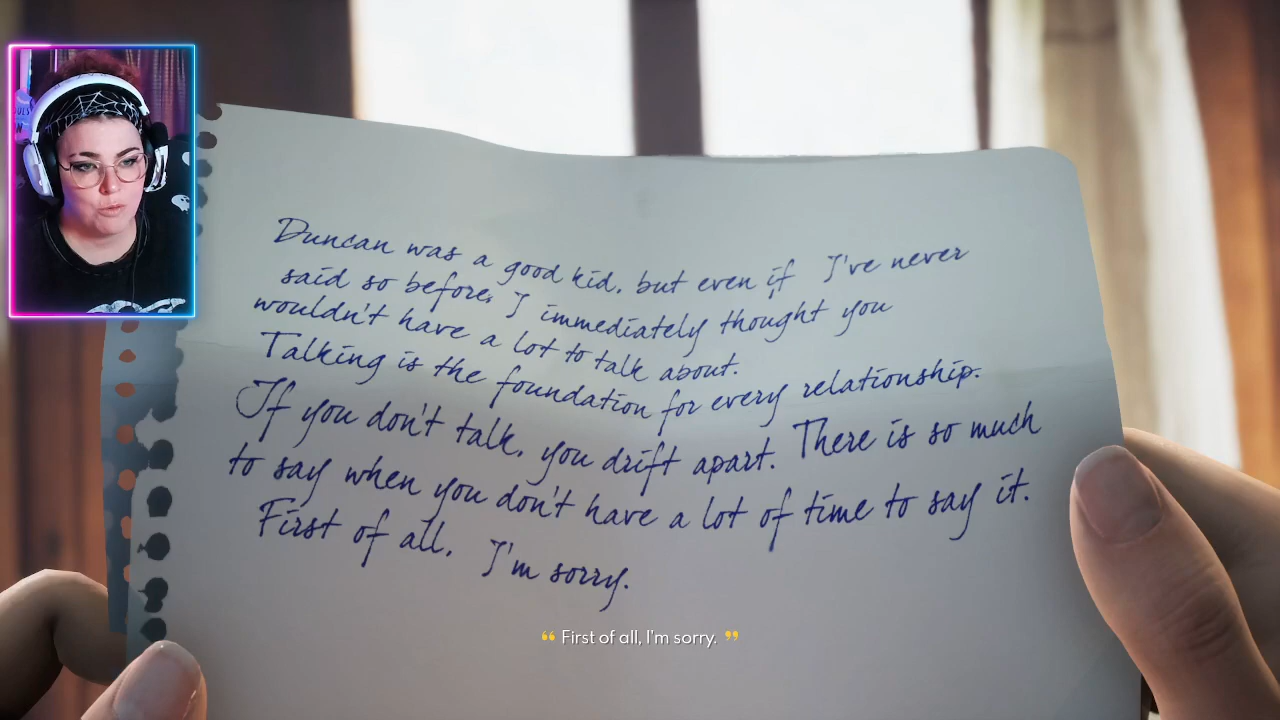 Duncan was a good kid, but even if I've never
said so before, I immediately thought you
wouldn't have a lot to talk about.
Talking is the foundation for every relationship.
If you don't talk, you drift apart. There is so much
to say when you don't have a lot of time to say it.
First of all, I'm sorry.
“ First of all, I'm sorry. ”